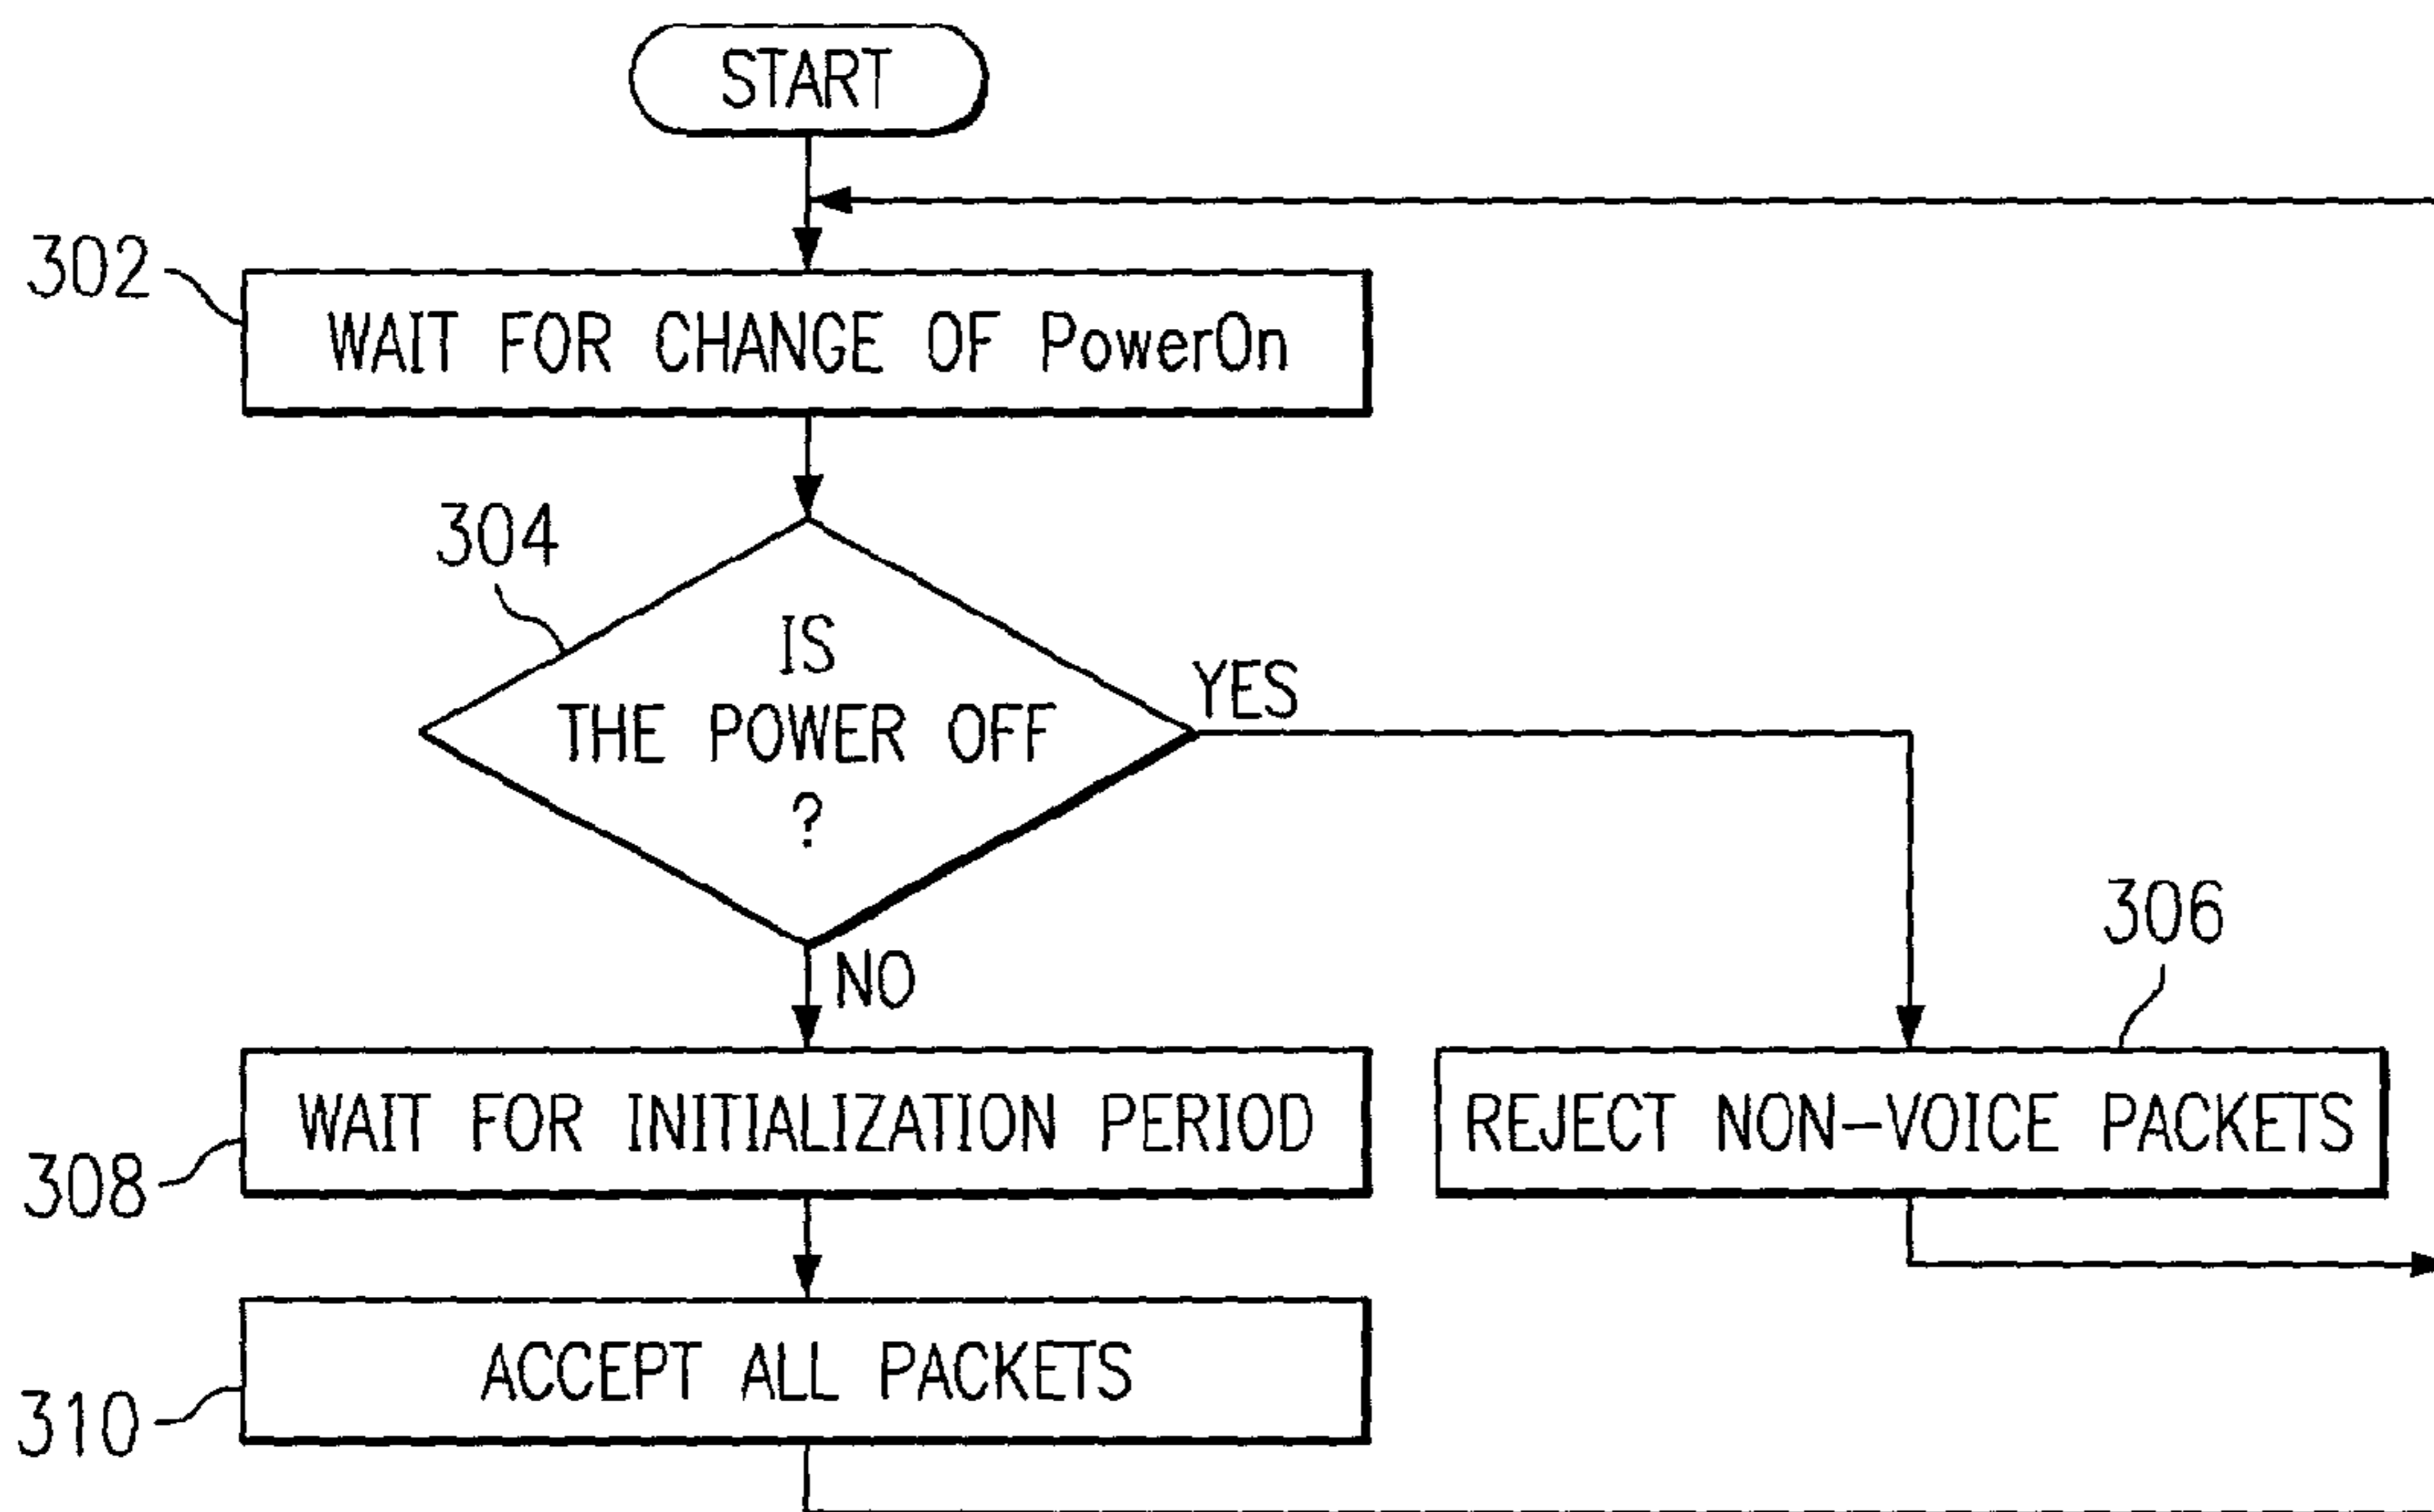 START
302
WAIT FOR CHANGE OF PowerOn
304
IS
THE POWER OFF
?
YES
NO
306
WAIT FOR INITIALIZATION PERIOD
REJECT NON-VOICE PACKETS
308
ACCEPT ALL PACKETS
310